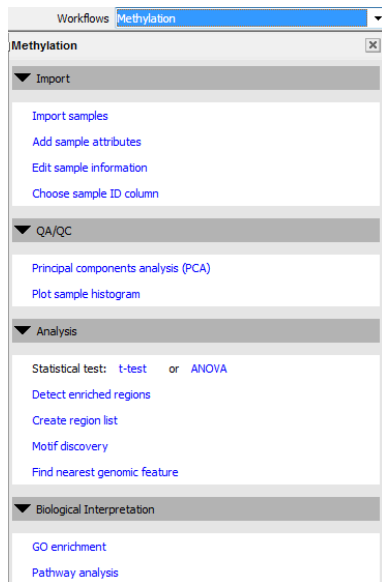 Workflows Methylation
Methylation
Import
Import samples
Add sample attributes
Edit sample information
Choose sample ID column
QA/QC
Principal components analysis (PCA)
Plot sample histogram
Analysis
Statistical test: t-test or ANOVA
Detect enriched regions
Create region list
Motif discovery
Find nearest genomic feature
Biological Interpretation
GO enrichment
Pathway analysis